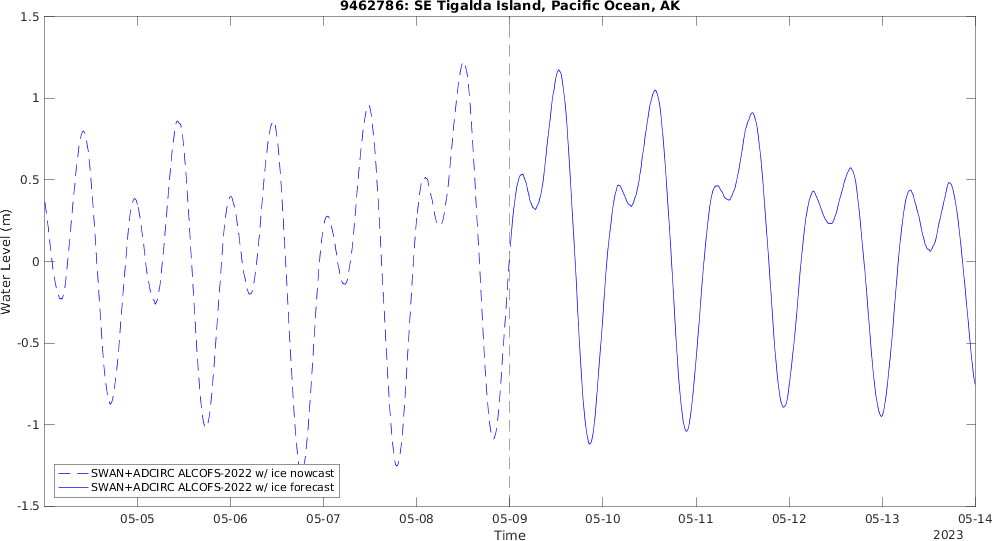 9462786: SE Tigalda Island, Pacific Ocean, AK
1.5
1
0.5
0
-0.5
-1
-1.5
Water Level (m)
SWAN+ADCIRC ALCOFS-2022 w/ ice nowcast
SWAN+ADCIRC ALCOFS-2022 w/ ice forecast
05-05 05-06 05-07 05-08 05-09 05-10 05-11 05-12 05-13 05-14
Time
2023